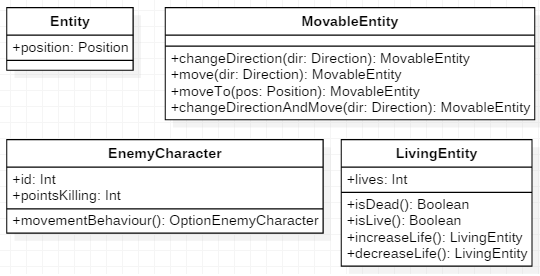 Entity
+position: Position
MovableEntity
+changeDirection(dir: Direction): MovableEntity
+move(dir: Direction): MovableEntity
+moveTo(pos: Position): MovableEntity
+changeDirectionAndMove(dir: Direction): MovableEntity
EnemyCharacter
+id: Int
+pointsKilling: Int
+movementBehaviour(): OptionEnemyCharacter
LivingEntity
+lives: Int
+isDead(): Boolean
+isLive(): Boolean
+increaseLife(): LivingEntity
+decreaseLife(): LivingEntity